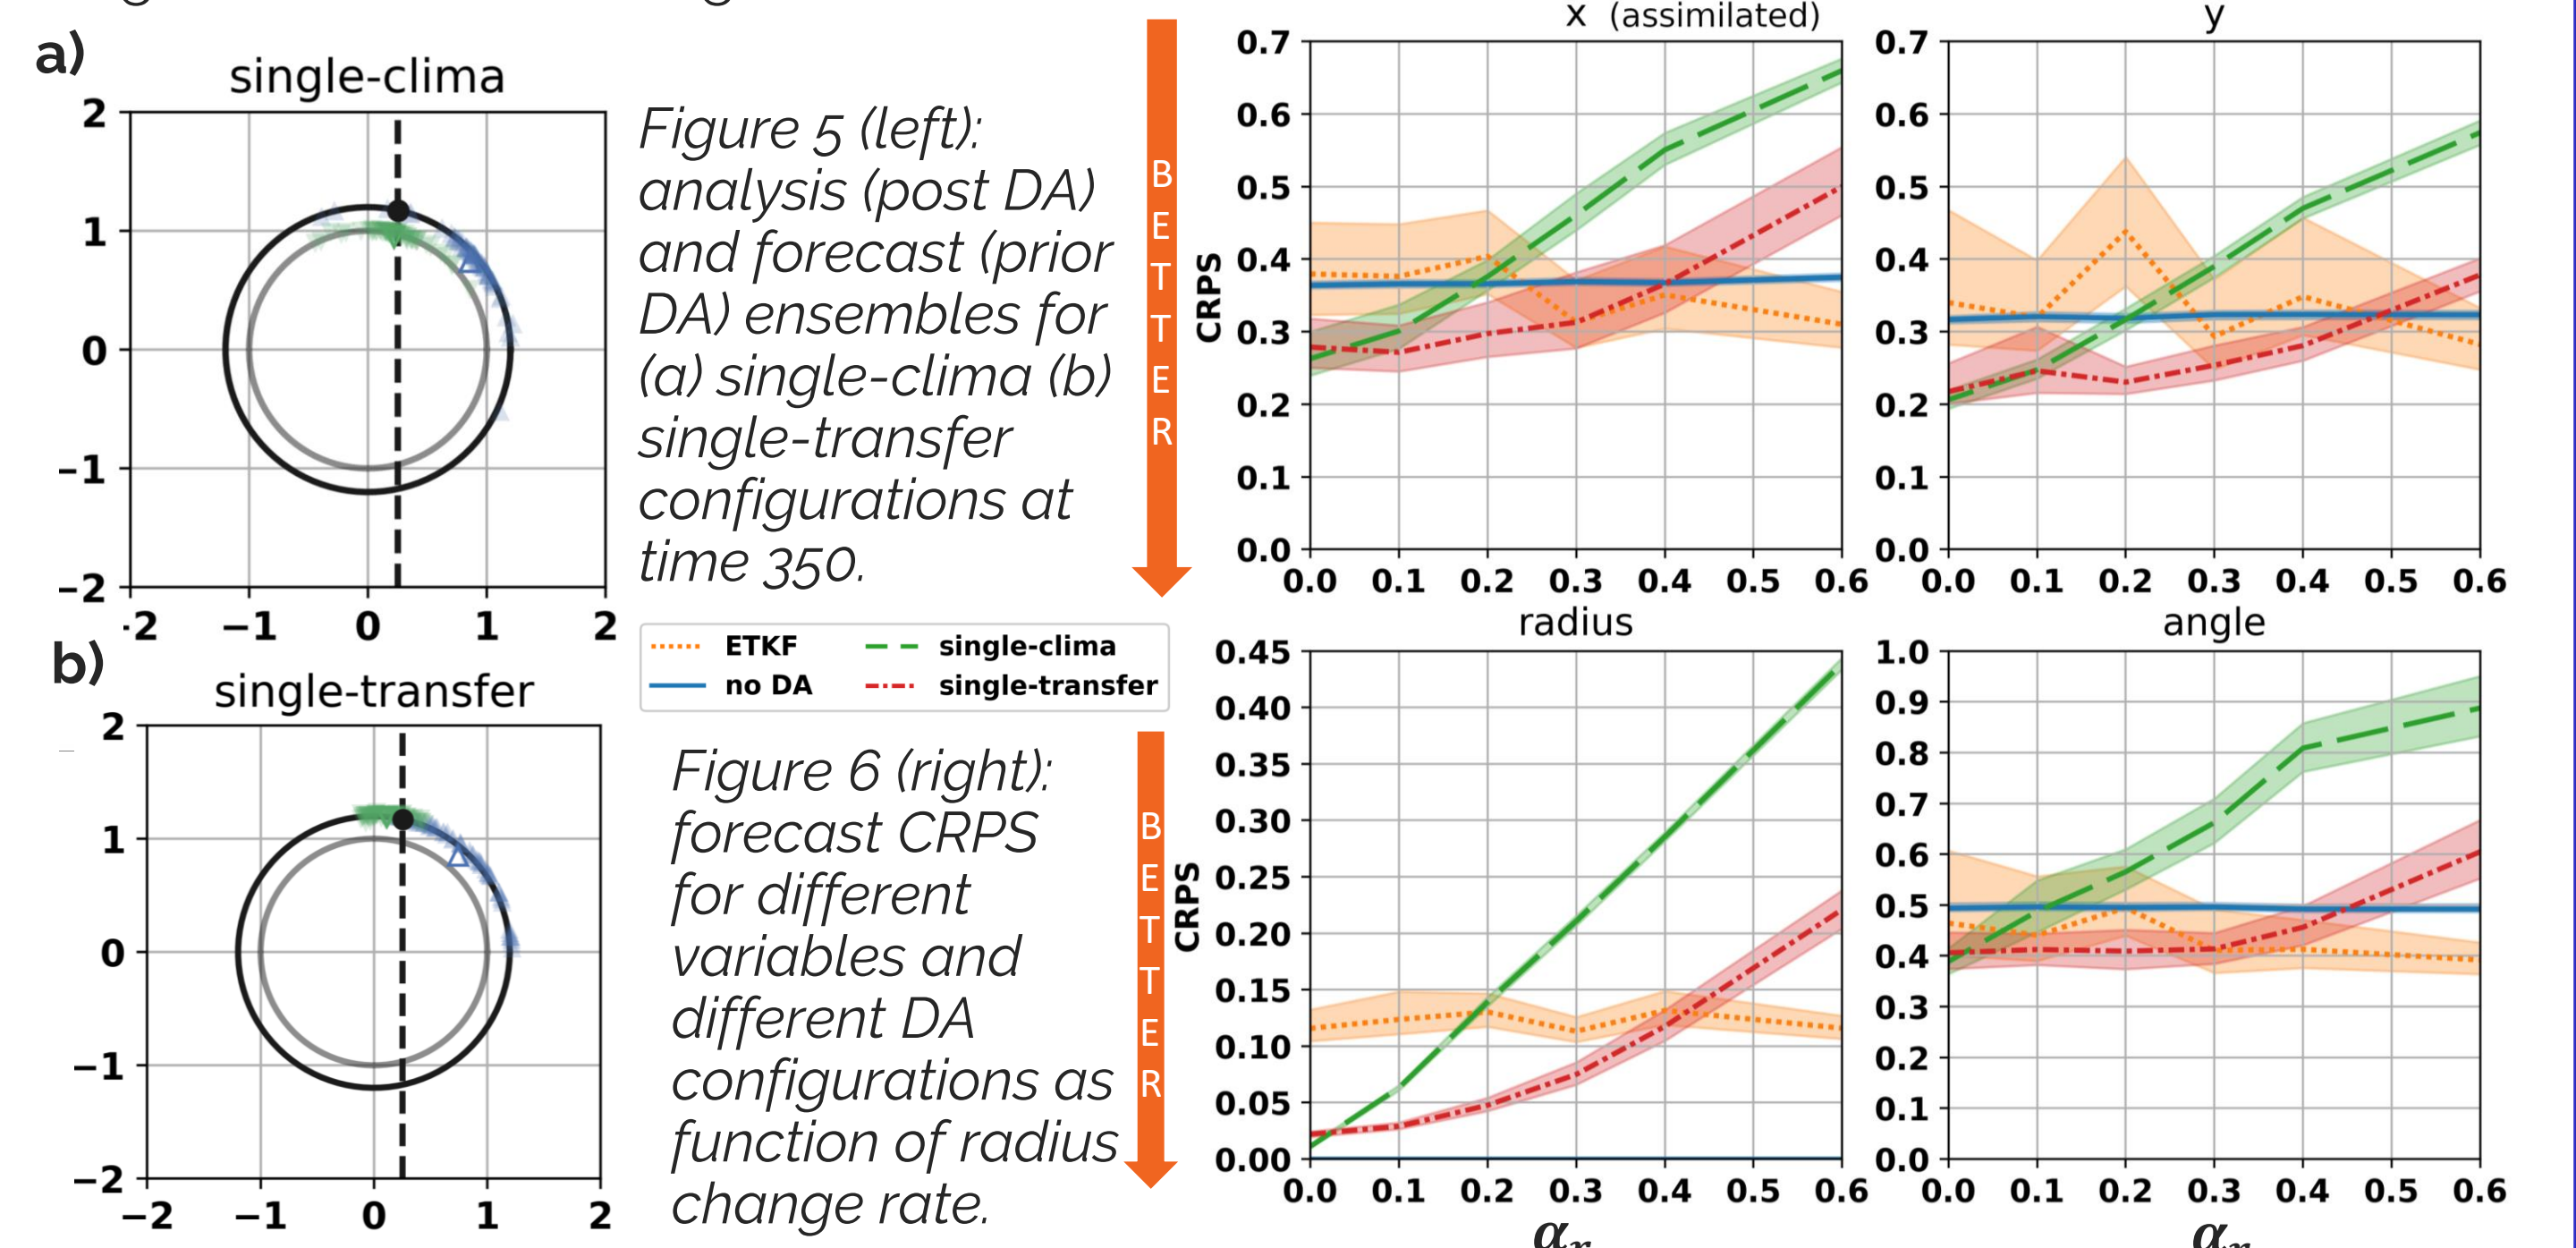 a)
single-clima
2
1
0
−1
−2
-2 −1 0 1 2
Figure 5 (left):
analysis (post DA)
and forecast (prior
DA) ensembles for
(a) single-clima (b)
single-transfer
configurations at
time 350.
BETTER
x (assimilated)
CRPS
0.7
0.6
0.5
0.4
0.3
0.2
0.1
0.0
0.0 0.1 0.2 0.3 0.4 0.5 0.6
y
0.7
0.6
0.5
0.4
0.3
0.2
0.1
0.0
0.0 0.1 0.2 0.3 0.4 0.5 0.6
ETKF single-clima
no DA single-transfer
b)
single-transfer
2
1
0
−1
−2
−2 −1 0 1 2
Figure 6 (right):
forecast CRPS
for different
variables and
different DA
configurations as
function of radius
change rate.
BETTER
radius
CRPS
0.45
0.40
0.35
0.30
0.25
0.20
0.15
0.10
0.05
0.00
0.0 0.1 0.2 0.3 0.4 0.5 0.6
αr
angle
1.0
0.9
0.8
0.7
0.6
0.5
0.4
0.3
0.2
0.1
0.0
0.0 0.1 0.2 0.3 0.4 0.5 0.6
αr